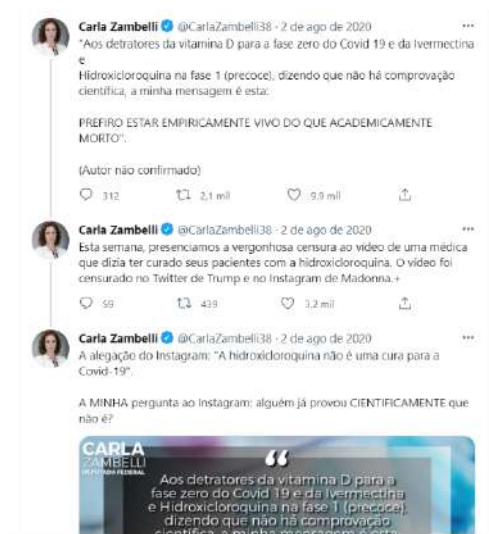 Carla Zambelli @CarlaZambelli38 · 2 de ago de 2020
"Aos detratores da vitamina D para a fase zero do Covid 19 e da Ivermectina
e
Hidroxicloroquina na fase 1 (precoce), dizendo que não há comprovação
científica, a minha mensagem é esta:
PREFIRO ESTAR EMPIRICAMENTE VIVO DO QUE ACADEMICAMENTE
MORTO".
(Autor não confirmado)
312 2,1 mil 9,9 mil
Carla Zambelli @CarlaZambelli38 · 2 de ago de 2020
Esta semana, presenciamos a vergonhosa censura ao vídeo de uma médica
que dizia ter curado seus pacientes com a hidroxicloroquina. O vídeo foi
censurado no Twitter de Trump e no Instagram de Madonna.+
59 439 3,2 mil
Carla Zambelli @CarlaZambelli38 · 2 de ago de 2020
A alegação do Instagram: "A hidroxicloroquina não é uma cura para a
Covid-19".
A MINHA pergunta ao Instagram: alguém já provou CIENTIFICAMENTE que
não é?
CARLA
ZAMBELLI
DEPUTADA FEDERAL
“
Aos detratores da vitamina D para a
fase zero do Covid 19 e da Ivermectina
e Hidroxicloroquina na fase 1 (precoce),
dizendo que não há comprovação
científica, a minha mensagem é esta